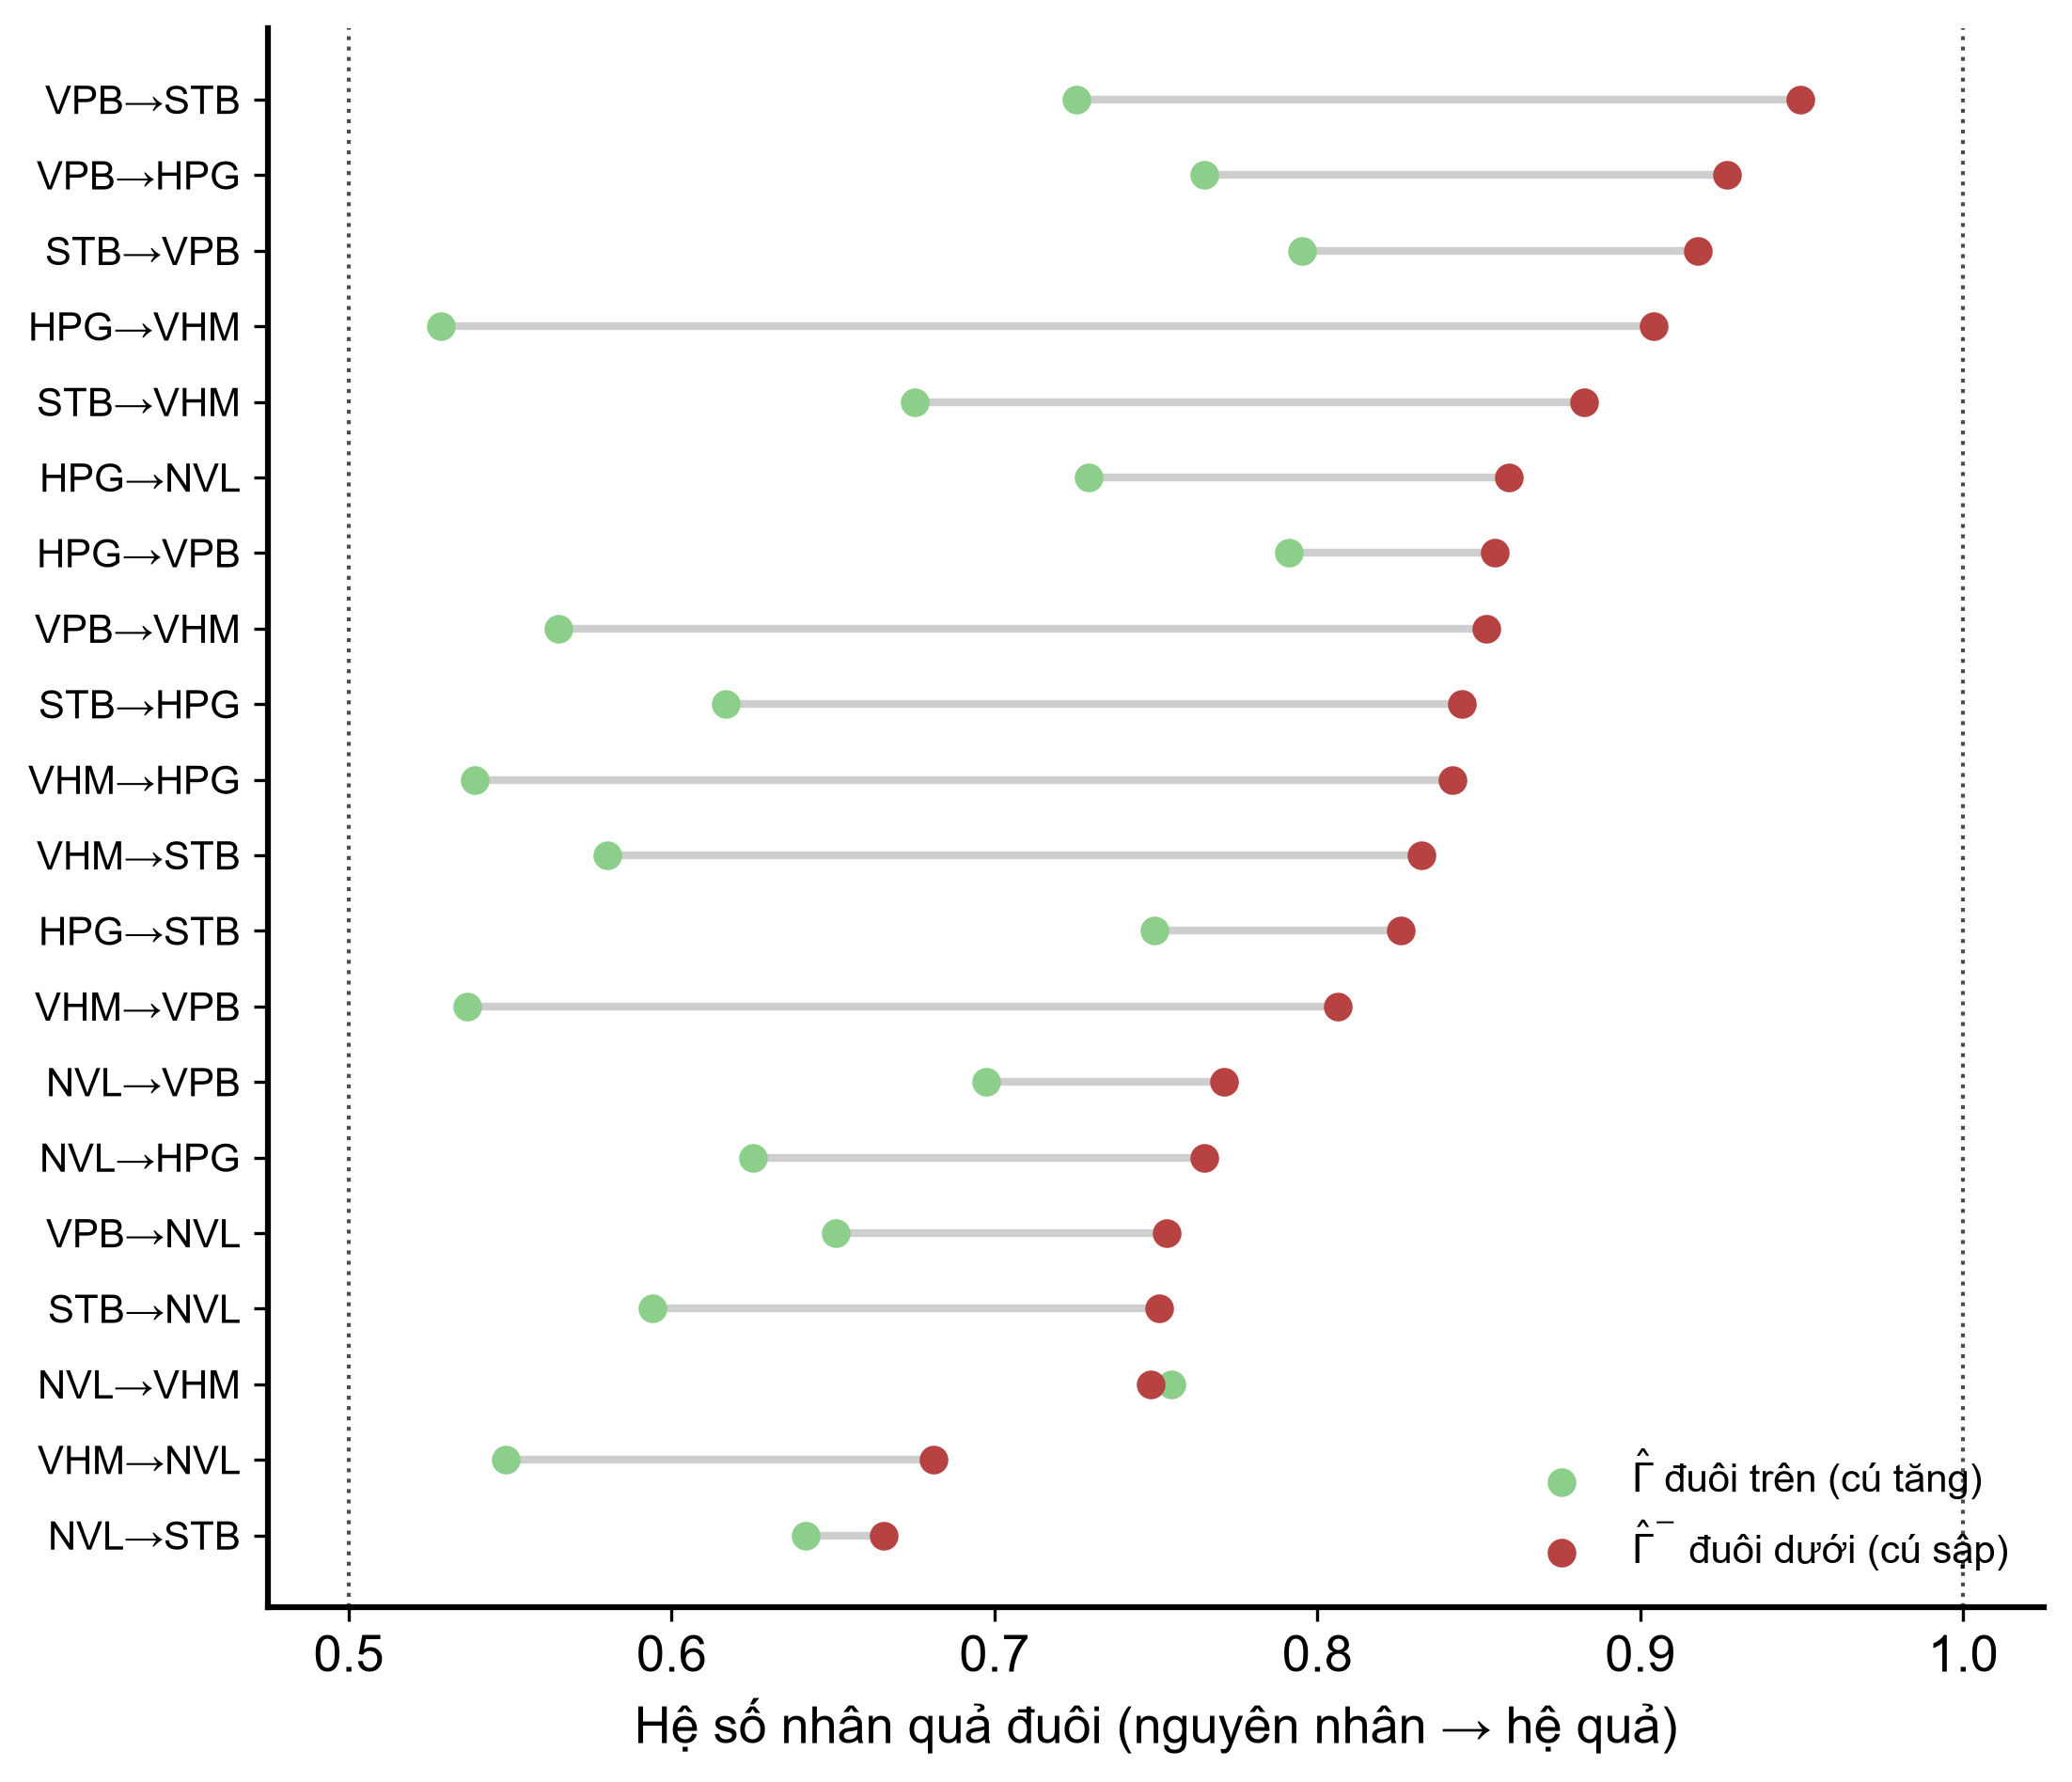 VPB→STB
VPB→HPG
STB→VPB
HPG→VHM
STB→VHM
HPG→NVL
HPG→VPB
VPB→VHM
STB→HPG
VHM→HPG
VHM→STB
HPG→STB
VHM→VPB
NVL→VPB
NVL→HPG
VPB→NVL
STB→NVL
NVL→VHM
VHM→NVL
NVL→STB
Γ̂ đuôi trên (cú tăng)
Γ̂⁻ đuôi dưới (cú sập)
0.5 0.6 0.7 0.8 0.9 1.0
Hệ số nhân quả đuôi (nguyên nhân → hệ quả)